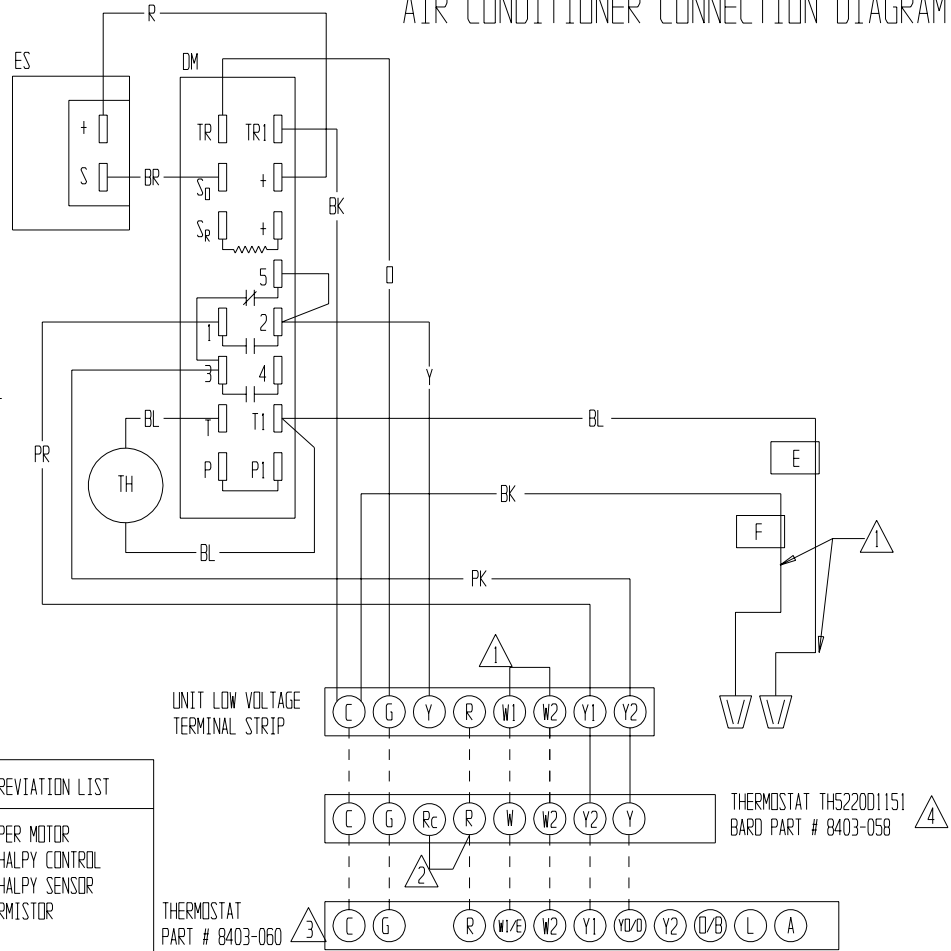 AIR CONDITIONER CONNECTION DIAGRAM
R
ES
DM
+
TR
TR1
S
BR
SO
+
BK
SR
+
O
5
1
2
3
4
Y
PR
BL
T
T1
BL
TH
P
P1
E
BK
F
1
BL
PK
1
UNIT LOW VOLTAGE
TERMINAL STRIP
C G Y R W1 W2 Y1 Y2
REVIATION LIST
PER MOTOR
HALPY CONTROL
HALPY SENSOR
RMISTOR
C G Rc R W W2 Y2 Y
THERMOSTAT TH5220D1151
BARD PART # 8403-058
4
2
THERMOSTAT
PART # 8403-060
3
C G R W1/E W2 Y1 YO/O Y2 O/B L A